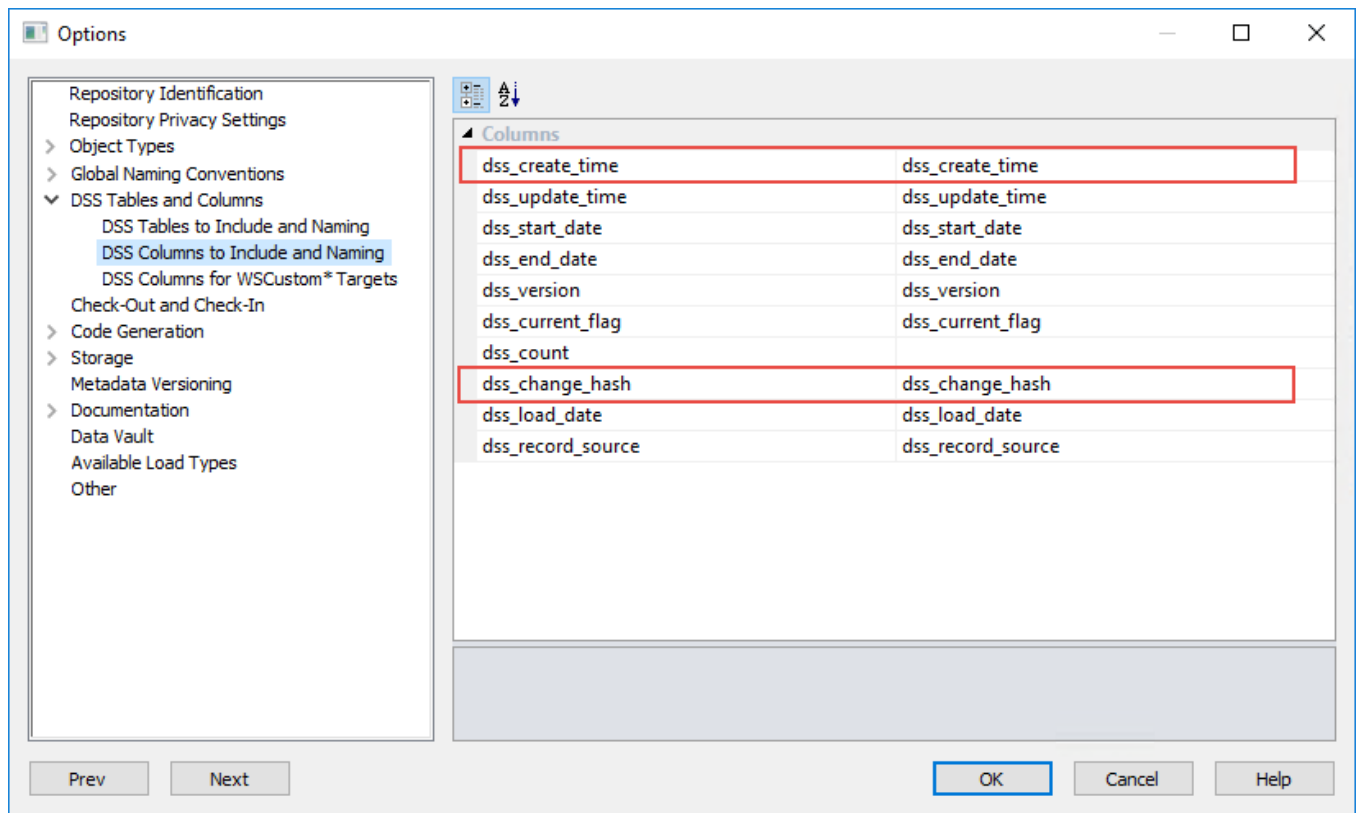 Options
Repository Identification
Repository Privacy Settings
Object Types
Global Naming Conventions
DSS Tables and Columns
DSS Tables to Include and Naming
DSS Columns to Include and Naming
DSS Columns for WSCustom* Targets
Check-Out and Check-In
Code Generation
Storage
Metadata Versioning
Documentation
Data Vault
Available Load Types
Other
A
Z
Columns
dss_create_time dss_create_time
dss_update_time dss_update_time
dss_start_date dss_start_date
dss_end_date dss_end_date
dss_version dss_version
dss_current_flag dss_current_flag
dss_count
dss_change_hash dss_change_hash
dss_load_date dss_load_date
dss_record_source dss_record_source
Prev Next OK Cancel Help